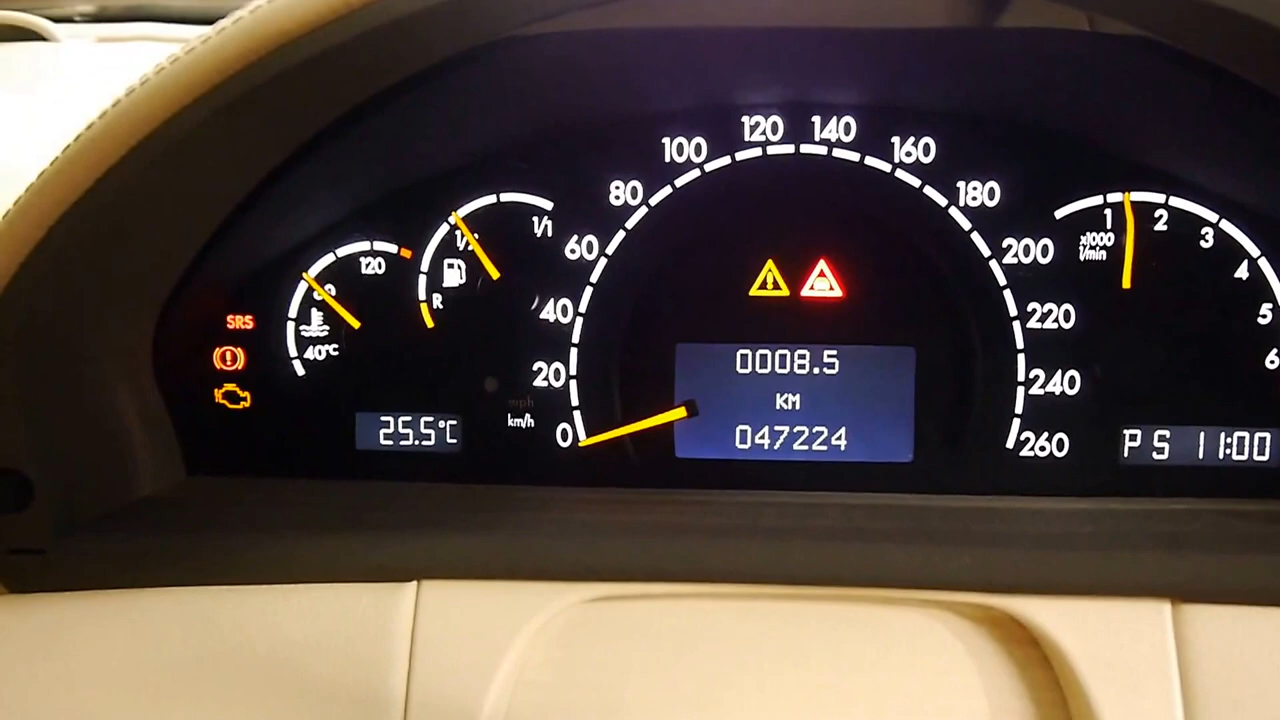 100 120 140 160
80 180
60 200
40 220
20 240
0 260
1/1
R
120
80
40°C
SRS
25.5°C
mph
km/h
0008.5
KM
047224
1 2 3 4 5 6
x1000
1/min
P S 11:00